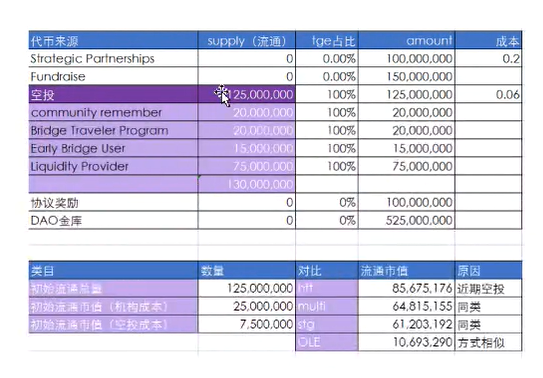 代币来源 supply（流通） tge占比 amount 成本
Strategic Partnerships 0 0.00% 100,000,000 0.2
Fundraise 0 0.00% 150,000,000
空投 125,000,000 100% 125,000,000 0.06
community remember 20,000,000 100% 20,000,000
Bridge Traveler Program 20,000,000 100% 20,000,000
Early Bridge User 15,000,000 100% 15,000,000
Liquidity Provider 75,000,000 100% 75,000,000
130,000,000
协议奖励 0 0% 100,000,000
DAO金库 0 0% 525,000,000
类目 数量 对比 流通市值 原因
初始流通总量 125,000,000 hft 85,675,176 近期空投
初始流通市值（机构成本） 25,000,000 multi 64,815,155 同类
初始流通市值（空投成本） 7,500,000 stg 61,203,192 同类
OLE 10,693,290 方式相似